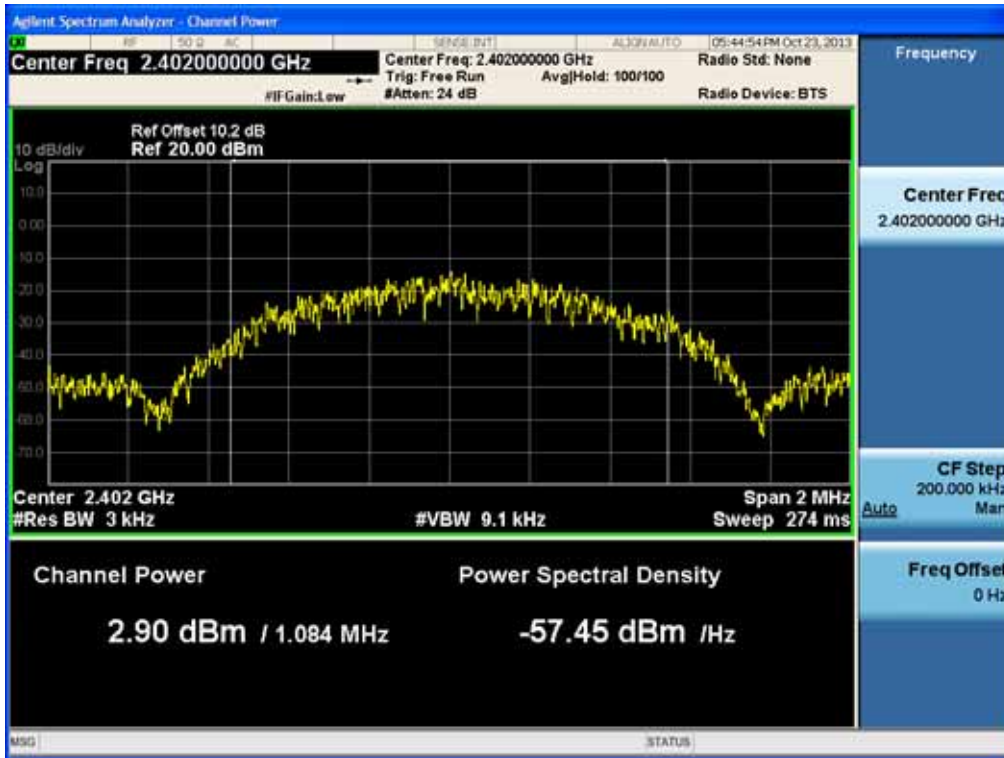 Agilent Spectrum Analyzer - Channel Power
RF 50 Ω AC SENSE:INT ALIGNAUTO 05:44:54 PM Oct 23, 2013
Center Freq 2.402000000 GHz
Center Freq: 2.402000000 GHz
Radio Std: None
Trig: Free Run Avg|Hold: 100/100
#IFGain:Low
#Atten: 24 dB
Radio Device: BTS
Ref Offset 10.2 dB
10 dB/div Ref 20.00 dBm
Log
10.0
0.00
-10.0
-20.0
-30.0
-40.0
-50.0
-60.0
-70.0
Center 2.402 GHz
Span 2 MHz
#Res BW 3 kHz
#VBW 9.1 kHz
Sweep 274 ms
Channel Power
Power Spectral Density
2.90 dBm / 1.084 MHz
-57.45 dBm /Hz
MSG
STATUS
Frequency
Center Freq
2.402000000 GHz
CF Step
200.000 kHz
Auto Man
Freq Offset
0 Hz